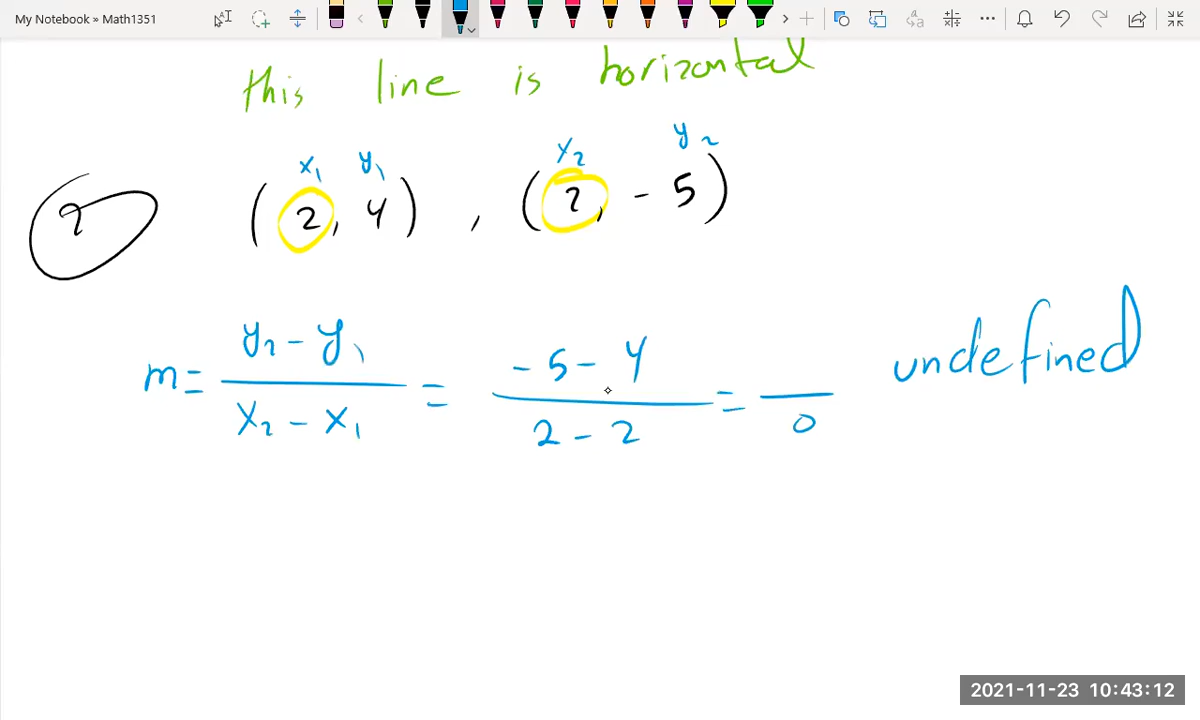 My Notebook » Math1351
this line is horizontal
x₁ y₁ x₂ y₂
2 (2, 4) , (2, - 5)
m = (y₂ - y₁)/(x₂ - x₁) = (-5 - 4)/(2 - 2) = /0 undefined
2021-11-23 10:43:12